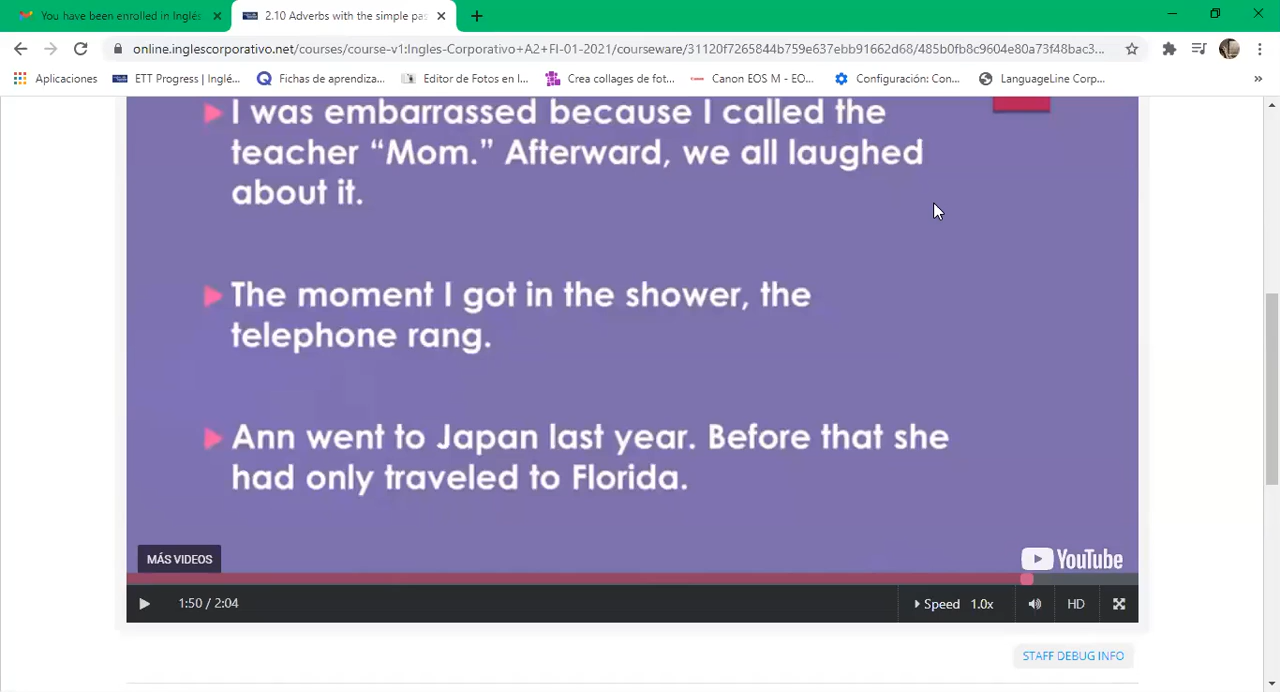 You have been enrolled in Inglés
2.10 Adverbs with the simple pas
online.inglescorporativo.net/courses/course-v1:Ingles-Corporativo+A2+FI-01-2021/courseware/31120f7265844b759e637ebb91662d68/485b0fb8c9604e80a73f48bac3...
Aplicaciones
ETT Progress | Inglé...
Fichas de aprendiza...
Editor de Fotos en l...
Crea collages de fot...
Canon EOS M - EO...
Configuración: Con...
LanguageLine Corp...
I was embarrassed because I called the
teacher “Mom.” Afterward, we all laughed
about it.
The moment I got in the shower, the
telephone rang.
Ann went to Japan last year. Before that she
had only traveled to Florida.
MÁS VIDEOS
YouTube
1:50 / 2:04
Speed 1.0x
HD
STAFF DEBUG INFO